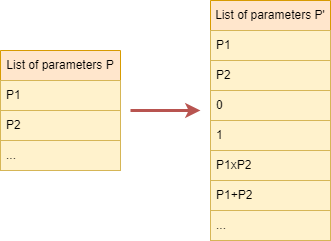 List of parameters P
P1
P2
...
List of parameters P'
P1
P2
0
1
P1xP2
P1+P2
...